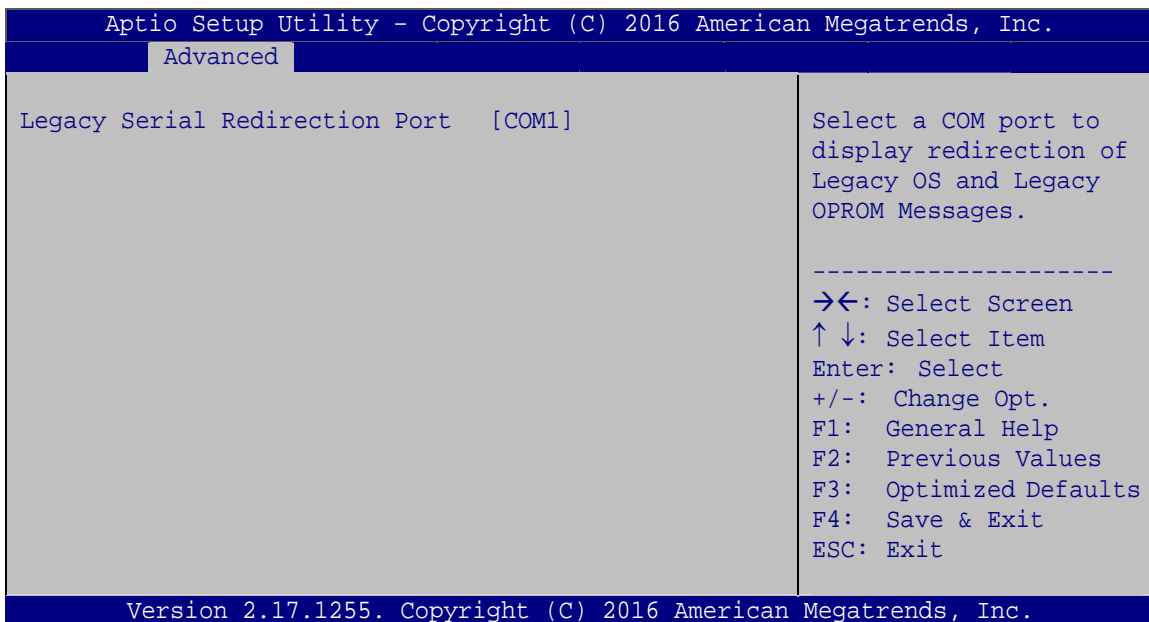 Aptio Setup Utility – Copyright (C) 2016 American Megatrends, Inc.
Advanced
Legacy Serial Redirection Port [COM1]
Select a COM port to
display redirection of
Legacy OS and Legacy
OPROM Messages.
---------------------
→←: Select Screen
↑ ↓: Select Item
Enter: Select
+/-: Change Opt.
F1: General Help
F2: Previous Values
F3: Optimized Defaults
F4: Save & Exit
ESC: Exit
Version 2.17.1255. Copyright (C) 2016 American Megatrends, Inc.